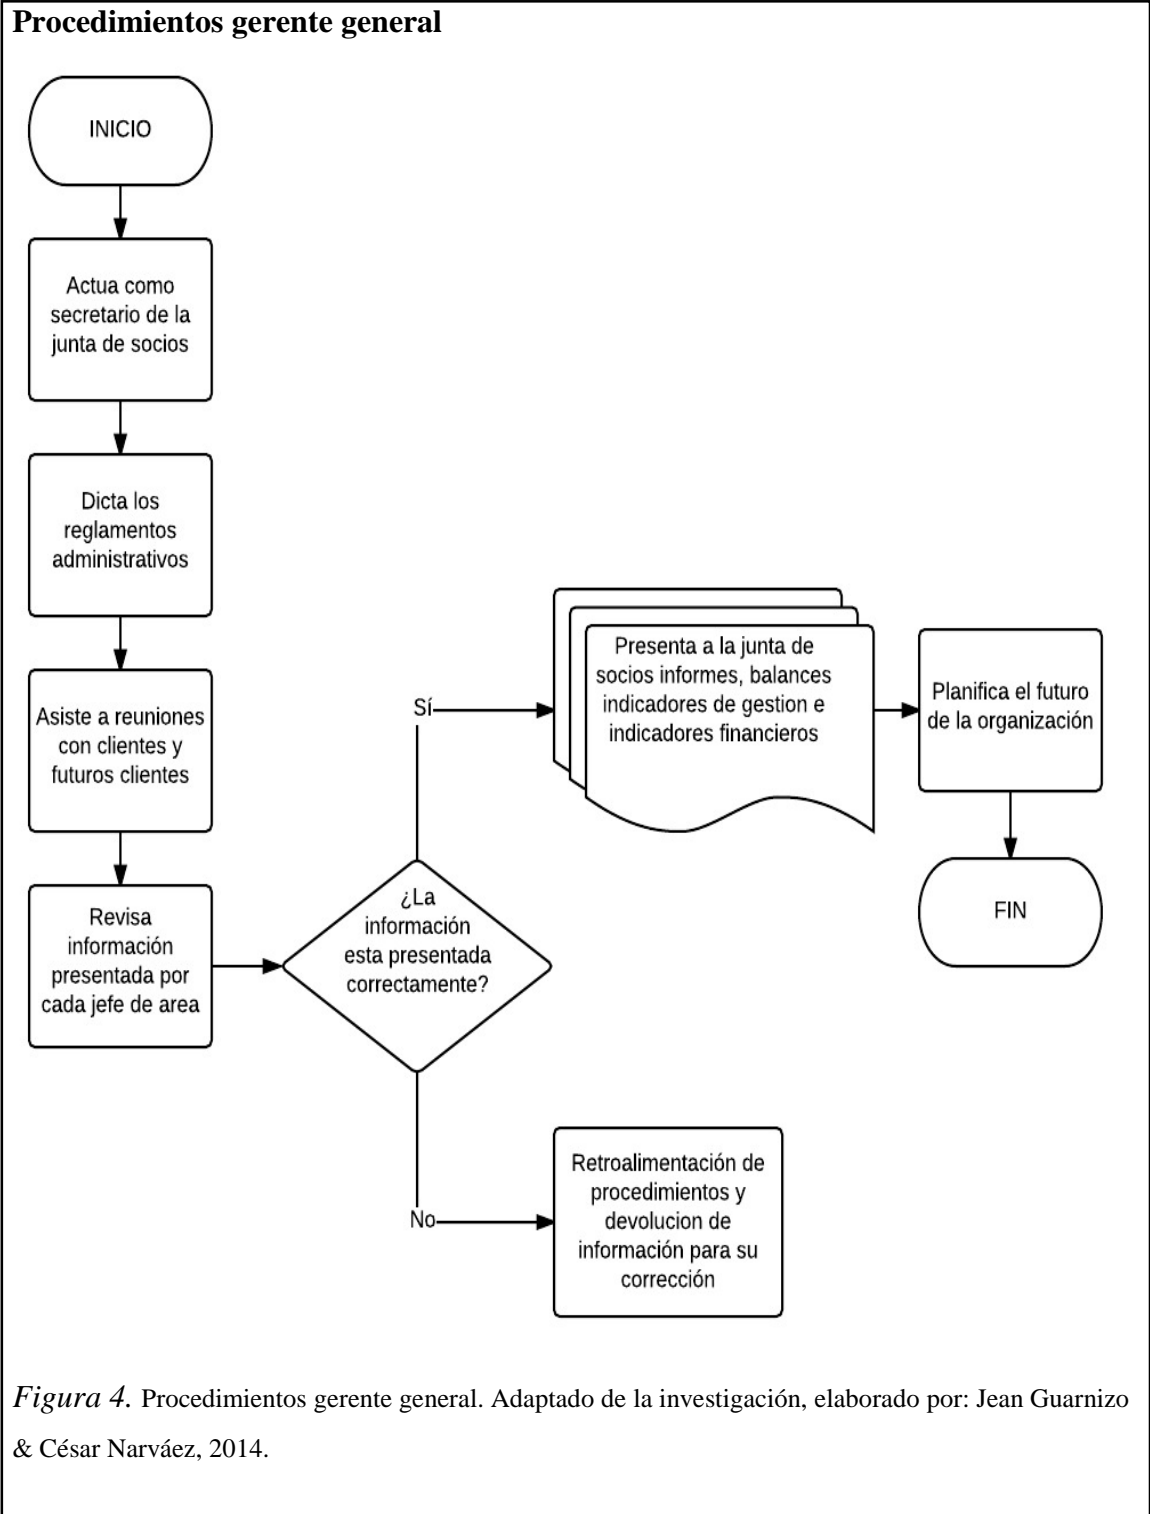 Procedimientos gerente general
INICIO
Actua como
secretario de la
junta de socios
Dicta los
reglamentos
administrativos
Asiste a reuniones
con clientes y
futuros clientes
Revisa
información
presentada por
cada jefe de area
¿La
información
esta presentada
correctamente?
Sí
Presenta a la junta de
socios informes, balances
indicadores de gestion e
indicadores financieros
Planifica el futuro
de la organización
FIN
No
Retroalimentación de
procedimientos y
devolucion de
información para su
corrección
Figura 4. Procedimientos gerente general. Adaptado de la investigación, elaborado por: Jean Guarnizo
& César Narváez, 2014.